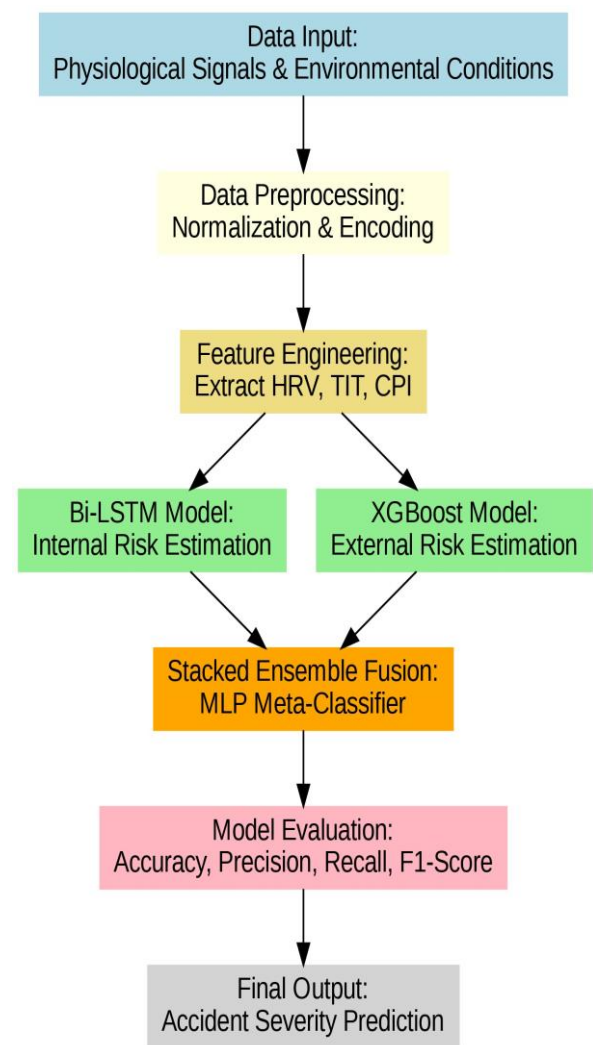 Data Input:
Physiological Signals & Environmental Conditions
Data Preprocessing:
Normalization & Encoding
Feature Engineering:
Extract HRV, TIT, CPI
Bi-LSTM Model:
Internal Risk Estimation
XGBoost Model:
External Risk Estimation
Stacked Ensemble Fusion:
MLP Meta-Classifier
Model Evaluation:
Accuracy, Precision, Recall, F1-Score
Final Output:
Accident Severity Prediction